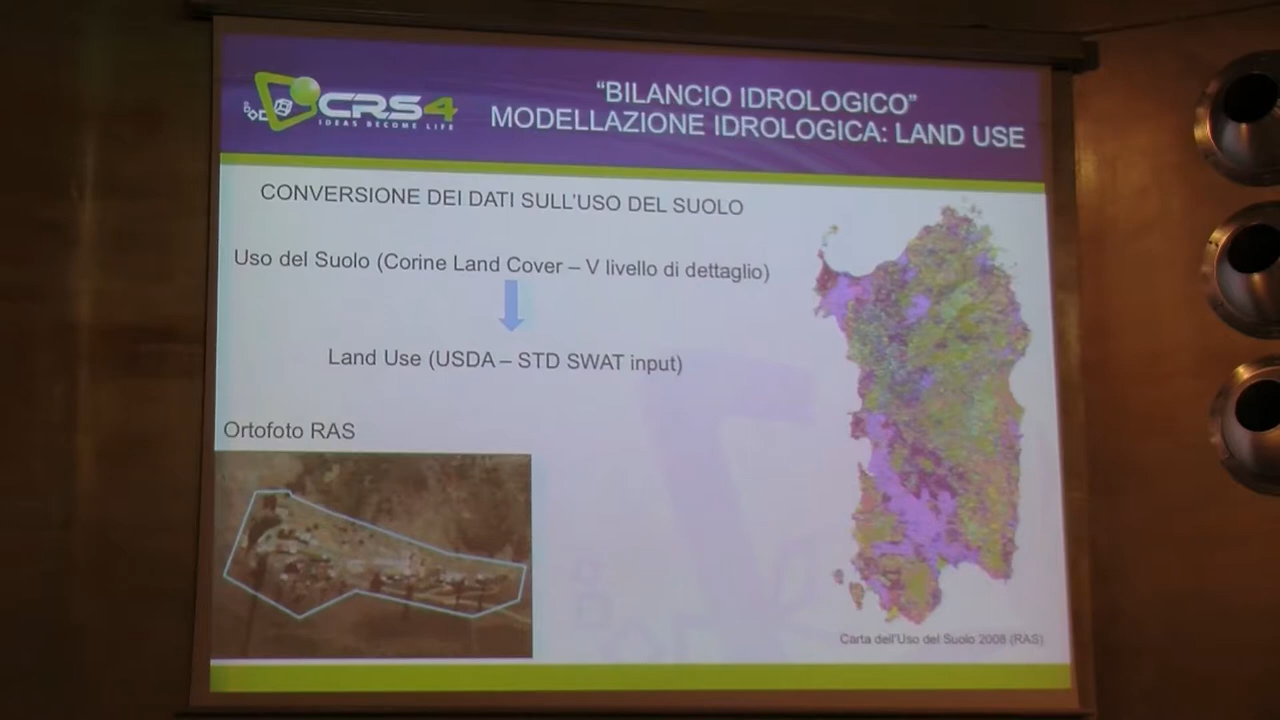 CRS4
IDEAS BECOME LIFE
“BILANCIO IDROLOGICO”
MODELLAZIONE IDROLOGICA: LAND USE
CONVERSIONE DEI DATI SULL'USO DEL SUOLO
Uso del Suolo (Corine Land Cover – V livello di dettaglio)
Land Use (USDA – STD SWAT input)
Ortofoto RAS
Carta dell'Uso del Suolo 2008 (RAS)